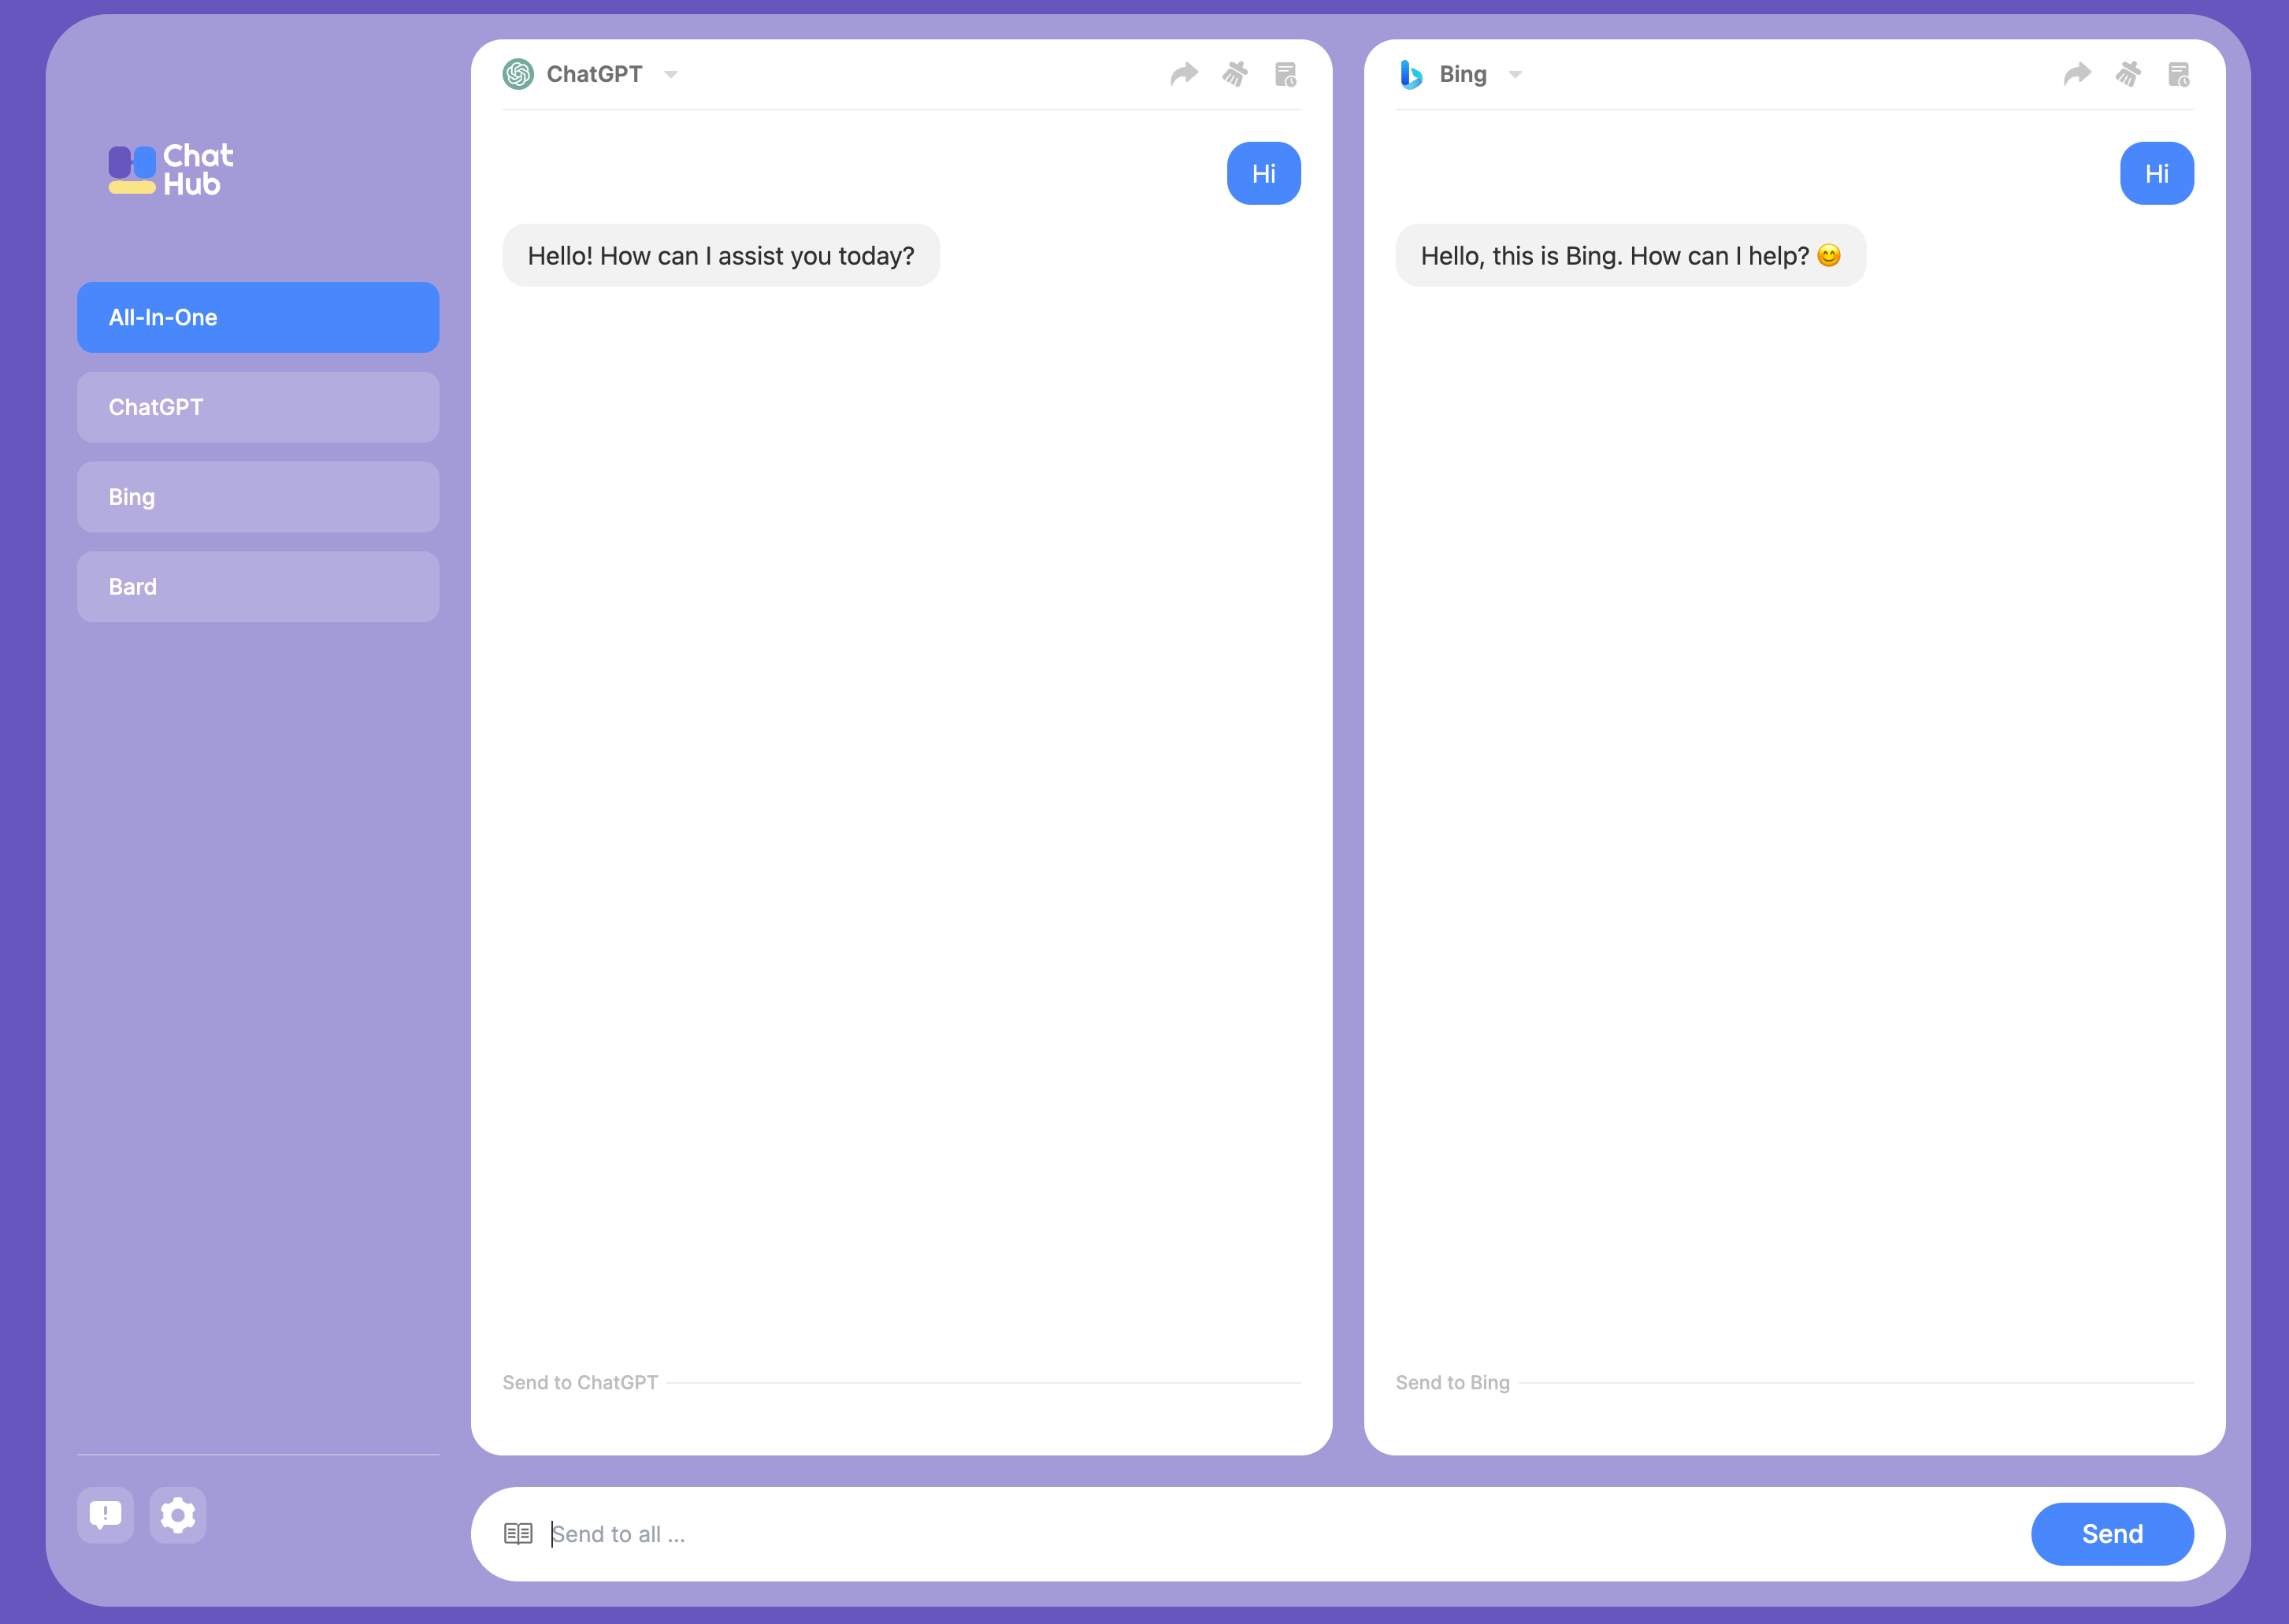 Chat
Hub
All-In-One
ChatGPT
Bing
Bard
ChatGPT
Hi
Hello! How can I assist you today?
Send to ChatGPT
Bing
Hi
Hello, this is Bing. How can I help? 😊
Send to Bing
Send to all ...
Send